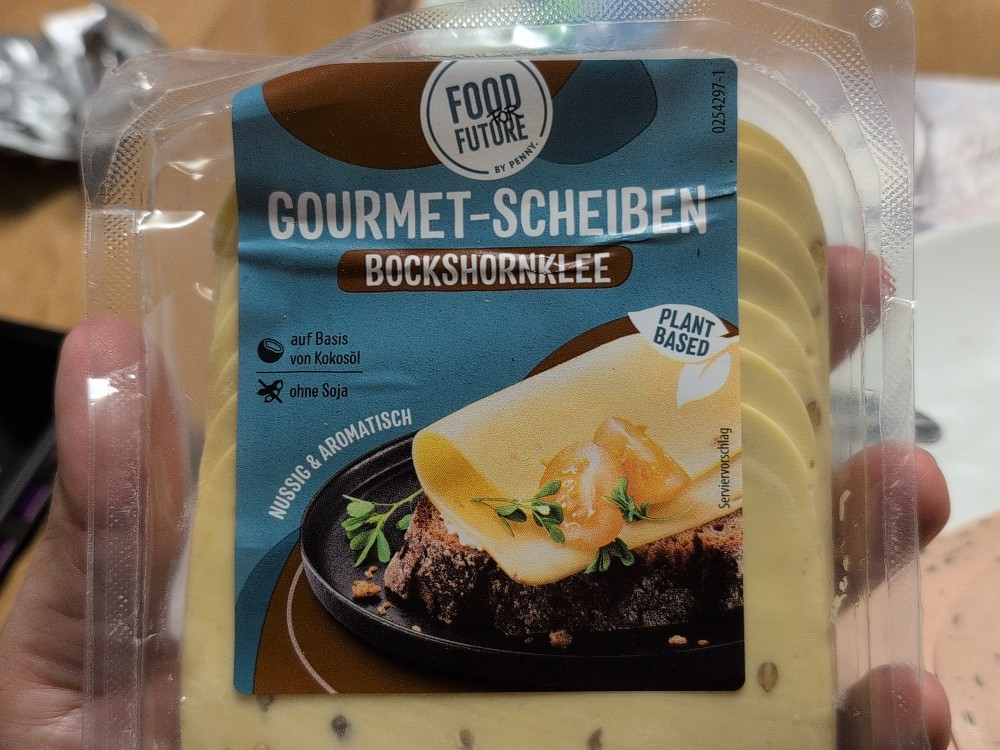 FOOD
FOR
FUTURE
BY PENNY.
0254297-1
GOURMET-SCHEIBEN
BOCKSHORNKLEE
PLANT
BASED
auf Basis
von Kokosöl
ohne Soja
NUSSIG & AROMATISCH
Serviervorschlag